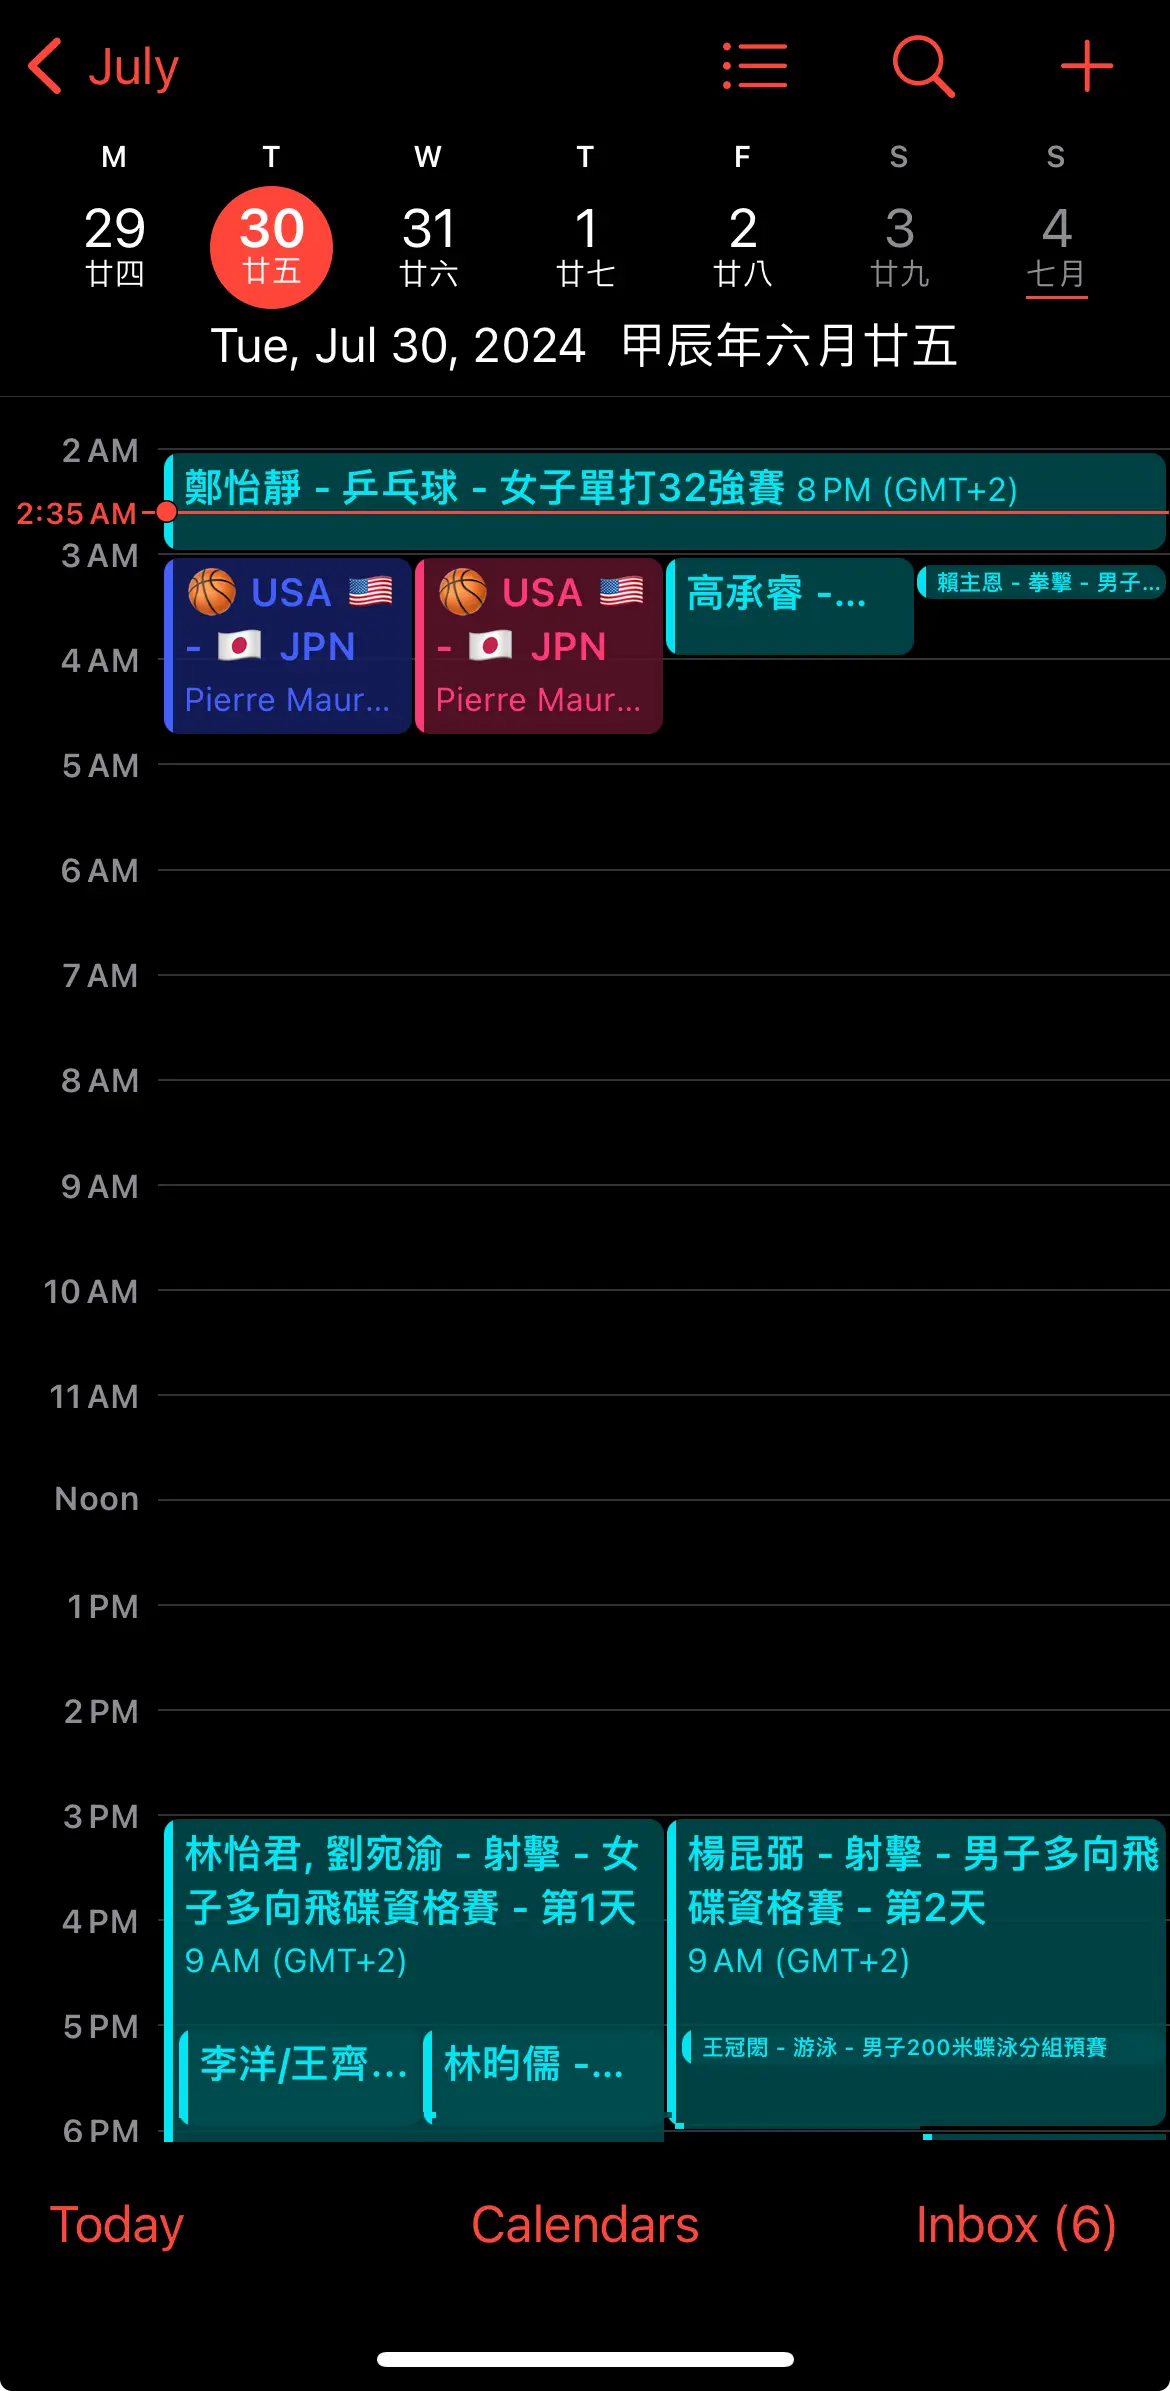 July
M T W T F S S
29 30 31 1 2 3 4
廿四 廿五 廿六 廿七 廿八 廿九 七月
Tue, Jul 30, 2024 甲辰年六月廿五
2 AM
鄭怡靜 - 乒乓球 - 女子單打32強賽 8 PM (GMT+2)
2:35 AM
3 AM
USA
- JPN
Pierre Maur...
USA
- JPN
Pierre Maur...
高承睿 -...
賴主恩 - 拳擊 - 男子...
4 AM
5 AM
6 AM
7 AM
8 AM
9 AM
10 AM
11 AM
Noon
1 PM
2 PM
3 PM
林怡君, 劉宛渝 - 射擊 - 女
子多向飛碟資格賽 - 第1天
9 AM (GMT+2)
楊昆弼 - 射擊 - 男子多向飛
碟資格賽 - 第2天
9 AM (GMT+2)
4 PM
5 PM
李洋/王齊...
林昀儒 -...
王冠閎 - 游泳 - 男子200米蝶泳分組預賽
6 PM
Today
Calendars
Inbox (6)